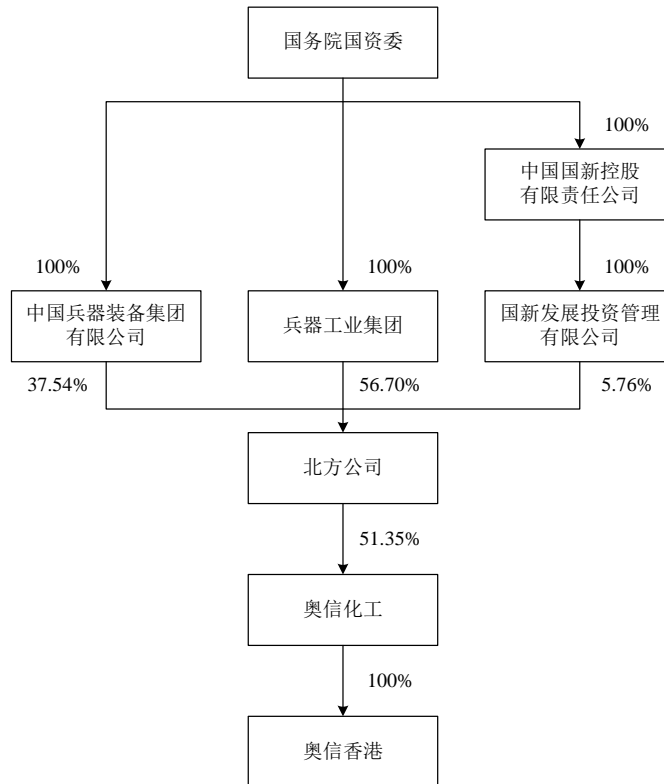 国务院国资委
100%
中国国新控股
有限责任公司
100%
100%
100%
中国兵器装备集团
有限公司
兵器工业集团
国新发展投资管理
有限公司
37.54%
56.70%
5.76%
北方公司
51.35%
奥信化工
100%
奥信香港